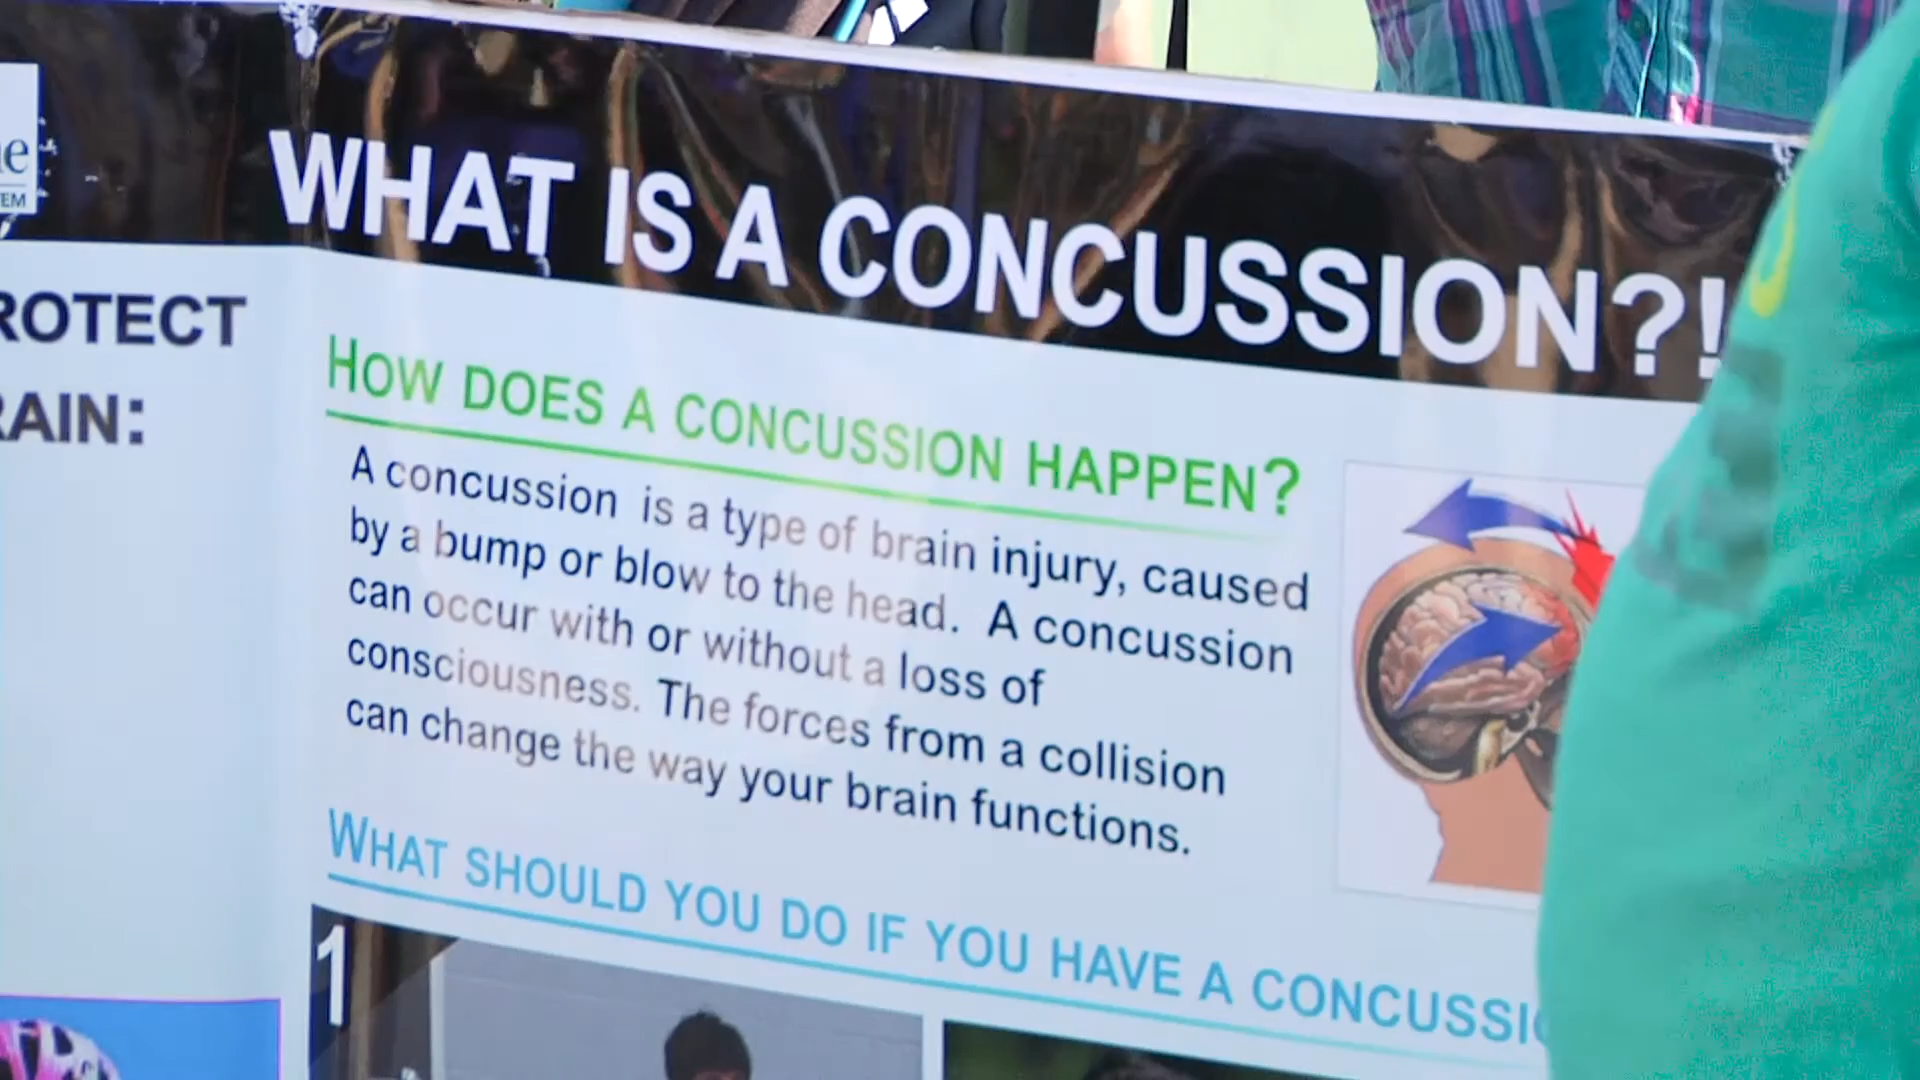 WHAT IS A CONCUSSION?!
ROTECT
RAIN:
HOW DOES A CONCUSSION HAPPEN?
A concussion is a type of brain injury, caused
by a bump or blow to the head. A concussion
can occur with or without a loss of
consciousness. The forces from a collision
can change the way your brain functions.
WHAT SHOULD YOU DO IF YOU HAVE A CONCUSSI
1